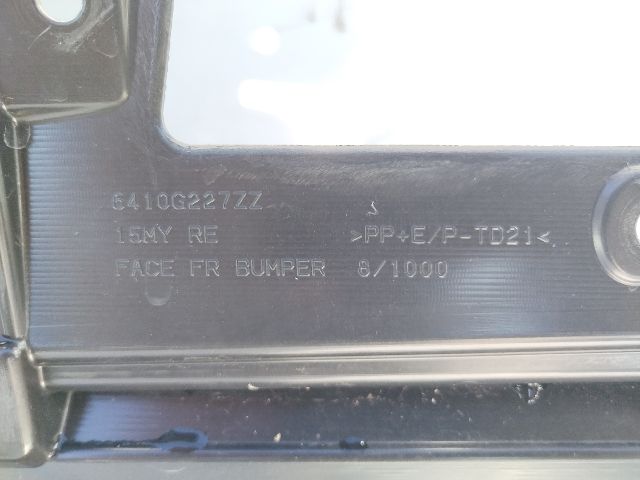 6410G227ZZ
15MY RE >PP+E/P-TD21<
FACE FR BUMPER 8/1000